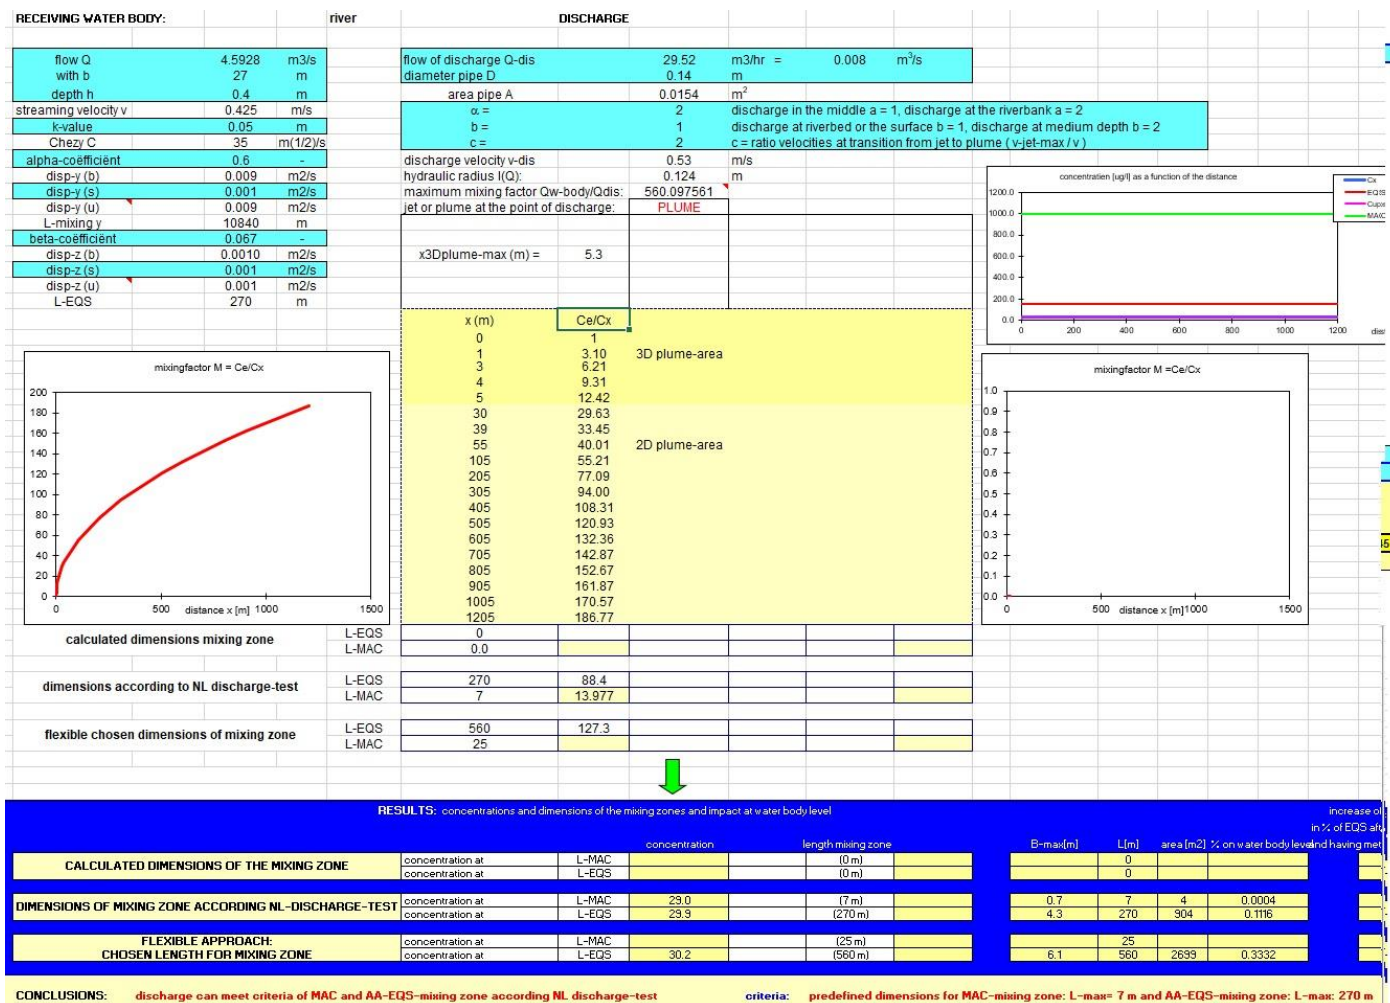 RECEIVING WATER BODY: river DISCHARGE
flow Q 4.5928 m3/s flow of discharge Q-dis 29.52 m3/hr = 0.008 m³/s
with b 27 m diameter pipe D 0.14 m
depth h 0.4 m area pipe A 0.0154 m²
streaming velocity v 0.425 m/s α = 2 discharge in the middle a = 1, discharge at the riverbank a = 2
k-value 0.05 m b = 1 discharge at riverbed or the surface b = 1, discharge at medium depth b = 2
Chezy C 35 m(1/2)/s c = 2 c = ratio velocities at transition from jet to plume ( v-jet-max / v )
alpha-coëfficiënt 0.6 - discharge velocity v-dis 0.53 m/s
disp-y (b) 0.009 m2/s hydraulic radius I(Q): 0.124 m
disp-y (s) 0.001 m2/s maximum mixing factor Qw-body/Qdis: 560.097561
disp-y (u) 0.009 m2/s jet or plume at the point of discharge: PLUME
L-mixing y 10840 m
beta-coëfficiënt 0.067 -
disp-z (b) 0.0010 m2/s x3Dplume-max (m) = 5.3
disp-z (s) 0.001 m2/s
disp-z (u) 0.001 m2/s
L-EQS 270 m
concentration [ug/l] as a function of the distance
Cx
EQS
Cupx
MAC
1200.0
1000.0
800.0
600.0
400.0
200.0
0.0
0 200 400 600 800 1000 1200
x (m) Ce/Cx
0 1
1 3.10 3D plume-area
3 6.21
4 9.31
5 12.42
30 29.63
39 33.45
55 40.01 2D plume-area
105 55.21
205 77.09
305 94.00
405 108.31
505 120.93
605 132.36
705 142.87
805 152.67
905 161.87
1005 170.57
1205 186.77
mixingfactor M = Ce/Cx
200
180
160
140
120
100
80
60
40
20
0
0 500 1000 1500
distance x [m]
mixingfactor M =Ce/Cx
1.0
0.9
0.8
0.7
0.6
0.5
0.4
0.3
0.2
0.1
0.0
0 500 1000 1500
distance x [m]
calculated dimensions mixing zone L-EQS 0
L-MAC 0.0
dimensions according to NL discharge-test L-EQS 270 88.4
L-MAC 7 13.977
flexible chosen dimensions of mixing zone L-EQS 560 127.3
L-MAC 25
RESULTS: concentrations and dimensions of the mixing zones and impact at water body level increase of
in % of EQS aft
concentration length mixing zone B-max[m] L[m] area [m2] % on water body level and having met
CALCULATED DIMENSIONS OF THE MIXING ZONE concentration at L-MAC (0 m) 0
concentration at L-EQS (0 m) 0
DIMENSIONS OF MIXING ZONE ACCORDING NL-DISCHARGE-TEST concentration at L-MAC 29.0 (7 m) 0.7 7 4 0.0004
concentration at L-EQS 29.9 (270 m) 4.3 270 904 0.1116
FLEXIBLE APPROACH: concentration at L-MAC (25 m) 25
CHOSEN LENGTH FOR MIXING ZONE concentration at L-EQS 30.2 (560 m) 6.1 560 2699 0.3332
CONCLUSIONS: discharge can meet criteria of MAC and AA-EQS-mixing zone according NL discharge-test criteria: predefined dimensions for MAC-mixing zone: L-max= 7 m and AA-EQS-mixing zone: L-max: 270 m